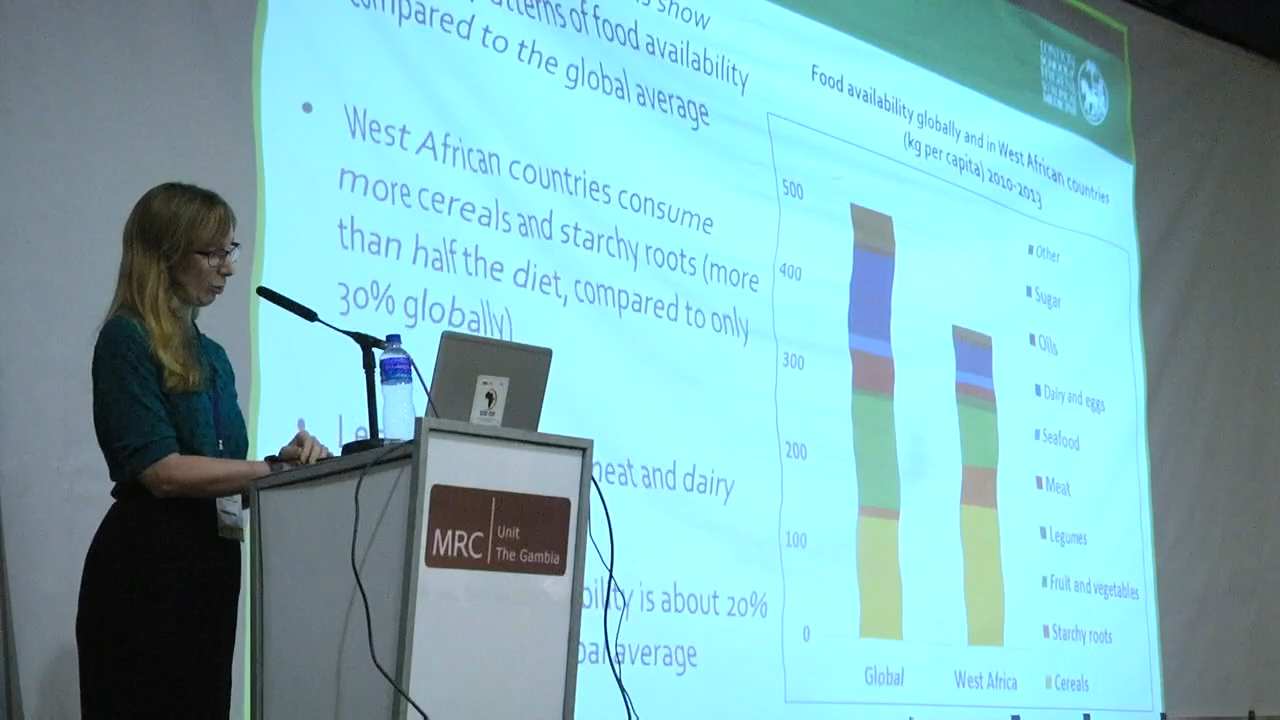 show
patterns of food availability
compared to the global average
• West African countries consume
more cereals and starchy roots (more
than half the diet, compared to only
30% globally)
meat and dairy
is about 20%
average
Food availability globally and in West African countries
(kg per capita) 2010-2013
500
400
300
200
100
0
Global
West Africa
Other
Sugar
Oils
Dairy and eggs
Seafood
Meat
Legumes
Fruit and vegetables
Starchy roots
Cereals
MRC
Unit
The Gambia